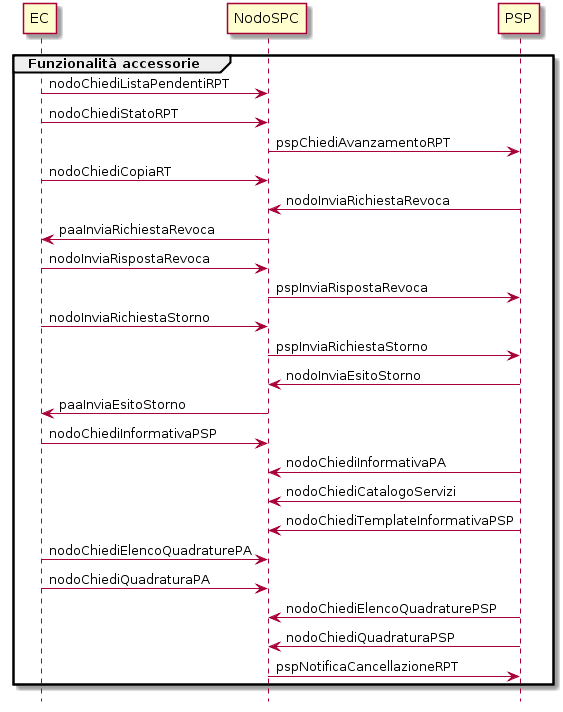 EC
NodoSPC
PSP
Funzionalità accessorie
nodoChiediListaPendentiRPT
nodoChiediStatoRPT
pspChiediAvanzamentoRPT
nodoChiediCopiaRT
nodoInviaRichiestaRevoca
paaInviaRichiestaRevoca
nodoInviaRispostaRevoca
pspInviaRispostaRevoca
nodoInviaRichiestaStorno
pspInviaRichiestaStorno
nodoInviaEsitoStorno
paaInviaEsitoStorno
nodoChiediInformativaPSP
nodoChiediInformativaPA
nodoChiediCatalogoServizi
nodoChiediTemplateInformativaPSP
nodoChiediElencoQuadraturePA
nodoChiediQuadraturaPA
nodoChiediElencoQuadraturePSP
nodoChiediQuadraturaPSP
pspNotificaCancellazioneRPT